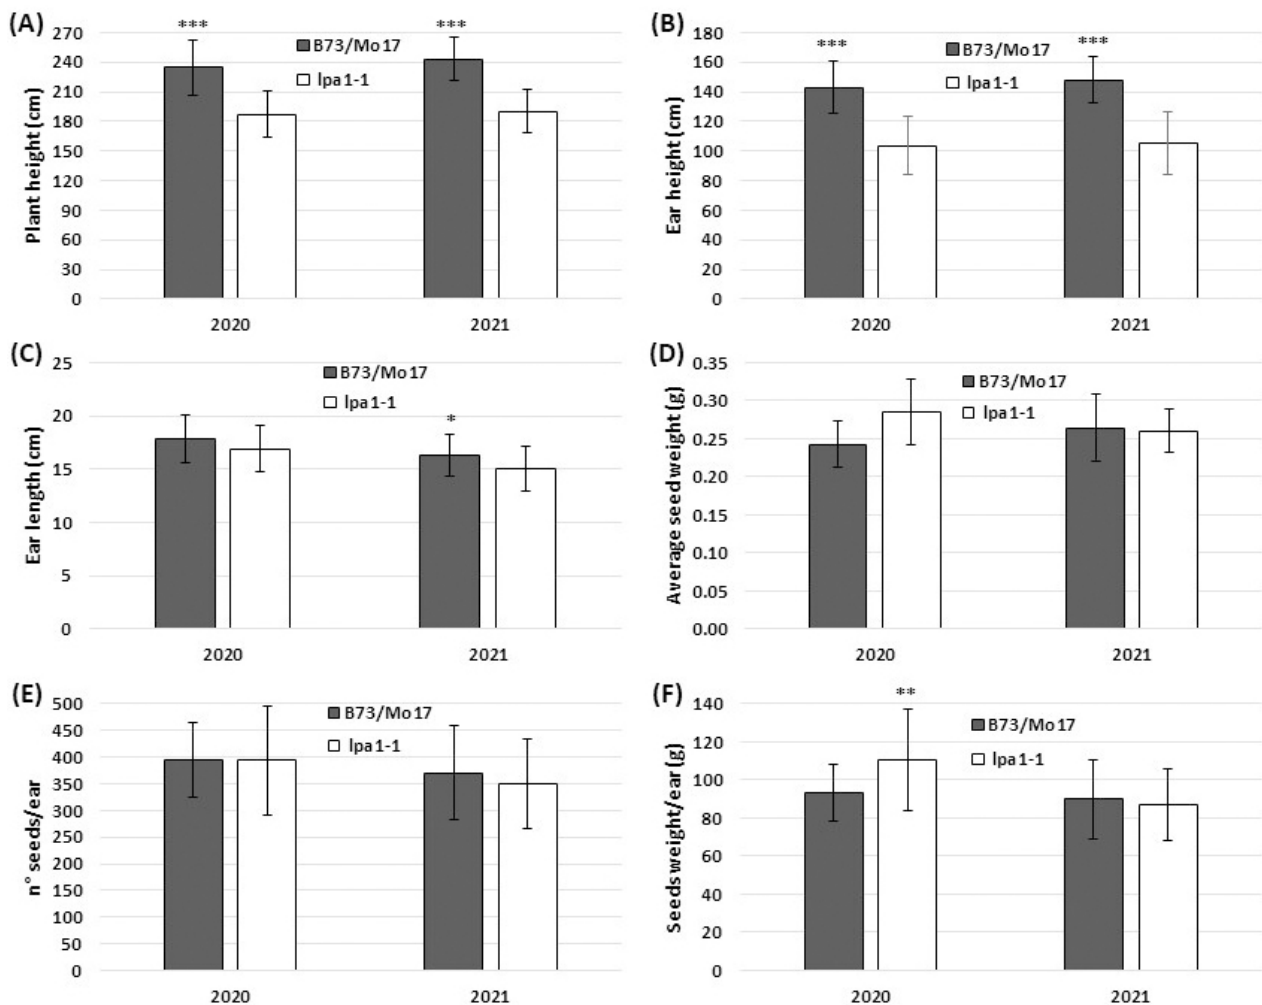 (A)
Plant height (cm)
270
240
210
180
150
120
90
60
30
0
***
***
B73/Mo17
lpa1-1
2020
2021
(B)
Ear height (cm)
180
160
140
120
100
80
60
40
20
0
***
***
B73/Mo17
lpa1-1
2020
2021
(C)
Ear length (cm)
25
20
15
10
5
0
*
B73/Mo17
lpa1-1
2020
2021
(D)
Average seed weight (g)
0.35
0.30
0.25
0.20
0.15
0.10
0.05
0.00
B73/Mo17
lpa1-1
2020
2021
(E)
n° seeds/ear
500
450
400
350
300
250
200
150
100
50
0
B73/Mo17
lpa1-1
2020
2021
(F)
Seeds weight/ear (g)
140
120
100
80
60
40
20
0
**
B73/Mo17
lpa1-1
2020
2021